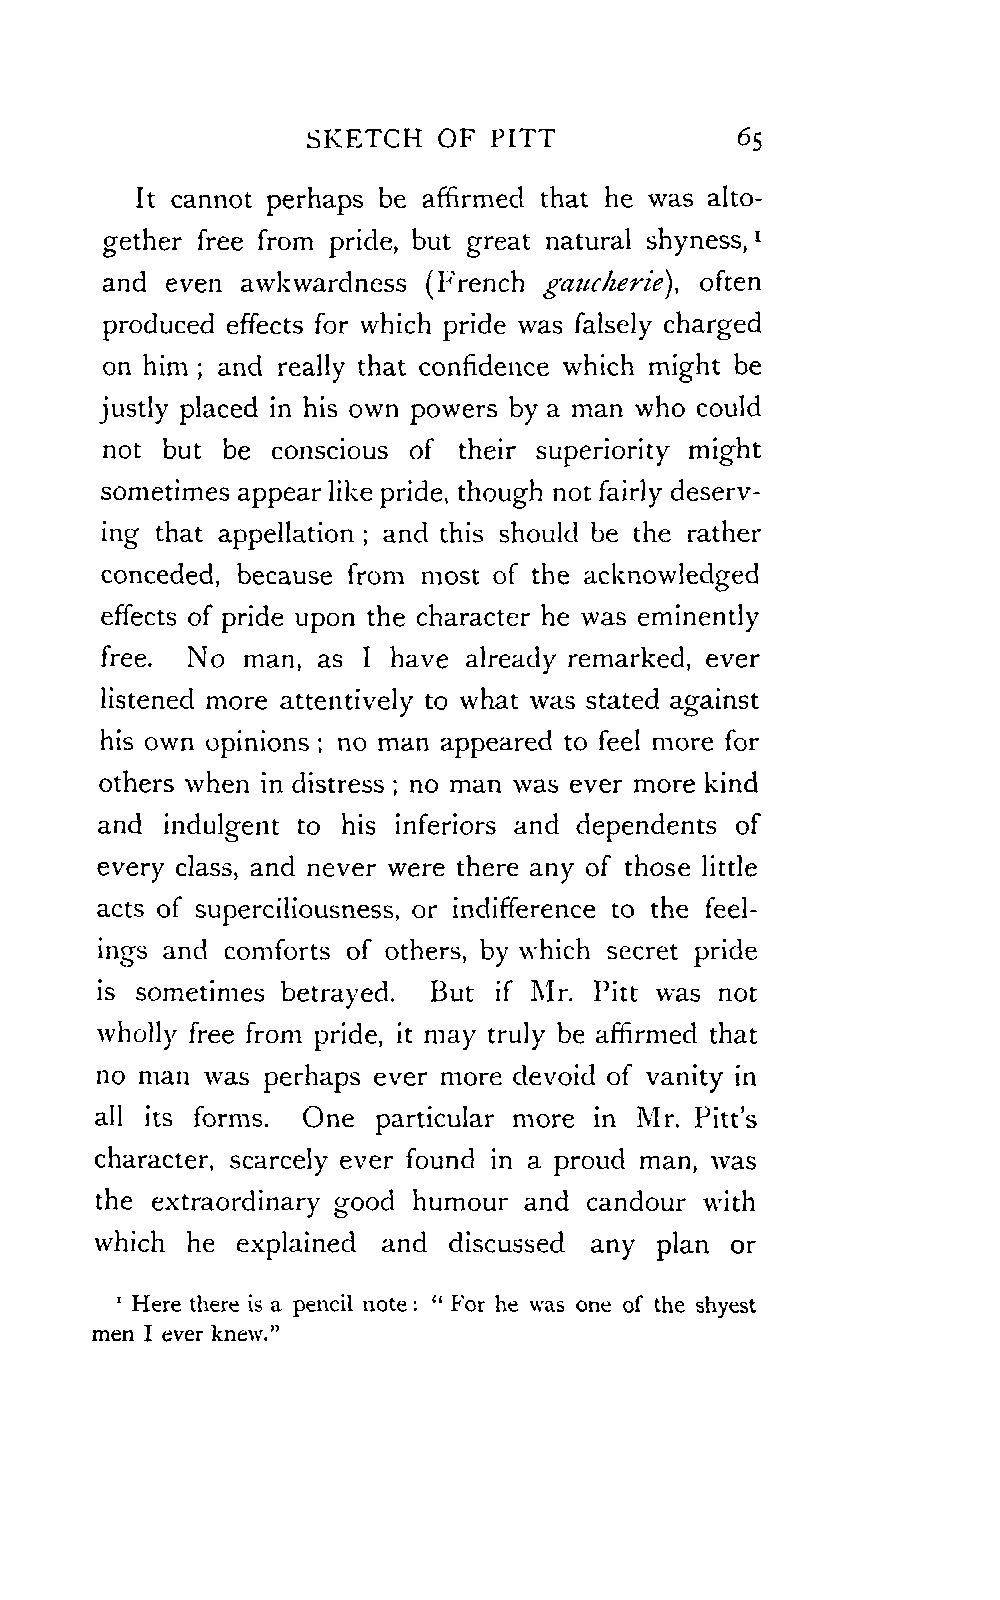 SKETCH OF PITT 65
It cannot perhaps be affirmed that he was alto-
gether free from pride, but great natural shyness,¹
and even awkwardness (French gaucherie), often
produced effects for which pride was falsely charged
on him ; and really that confidence which might be
justly placed in his own powers by a man who could
not but be conscious of their superiority might
sometimes appear like pride, though not fairly deserv-
ing that appellation ; and this should be the rather
conceded, because from most of the acknowledged
effects of pride upon the character he was eminently
free. No man, as I have already remarked, ever
listened more attentively to what was stated against
his own opinions ; no man appeared to feel more for
others when in distress ; no man was ever more kind
and indulgent to his inferiors and dependents of
every class, and never were there any of those little
acts of superciliousness, or indifference to the feel-
ings and comforts of others, by which secret pride
is sometimes betrayed. But if Mr. Pitt was not
wholly free from pride, it may truly be affirmed that
no man was perhaps ever more devoid of vanity in
all its forms. One particular more in Mr. Pitt's
character, scarcely ever found in a proud man, was
the extraordinary good humour and candour with
which he explained and discussed any plan or
¹ Here there is a pencil note : “ For he was one of the shyest
men I ever knew.”